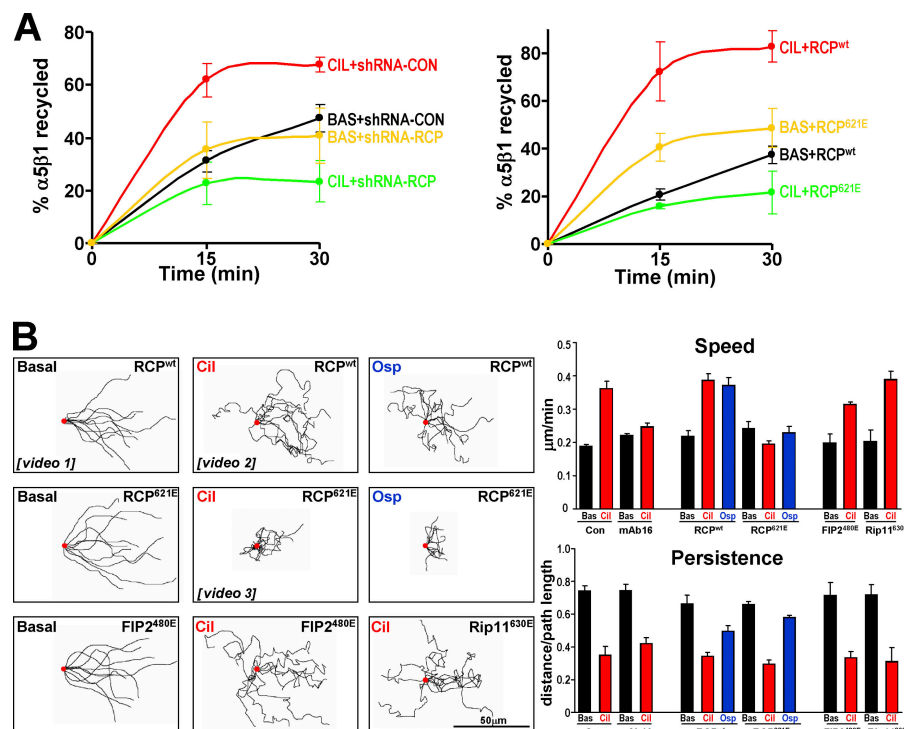 A
% α5β1 recycled
80
60
40
20
0
0
15
30
Time (min)
CIL+shRNA-CON
BAS+shRNA-CON
BAS+shRNA-RCP
CIL+shRNA-RCP
% α5β1 recycled
80
60
40
20
0
0
15
30
Time (min)
CIL+RCPwt
BAS+RCP621E
BAS+RCPwt
CIL+RCP621E
B
Basal RCPwt
[video 1]
Cil RCPwt
[video 2]
Osp RCPwt
Basal RCP621E
Cil RCP621E
[video 3]
Osp RCP621E
Basal FIP2480E
Cil FIP2480E
Cil Rip11630E
50µm
Speed
µm/min
0.4
0.3
0.2
0.1
0
Bas Cil Bas Cil Bas Cil Osp Bas Cil Osp Bas Cil Bas Cil
Con mAb16 RCPwt RCP621E FIP2480E Rip11630
Persistence
distance/path length
1.0
0.8
0.6
0.4
0.2
0
Bas Cil Bas Cil Bas Cil Osp Bas Cil Osp Bas Cil Bas Cil